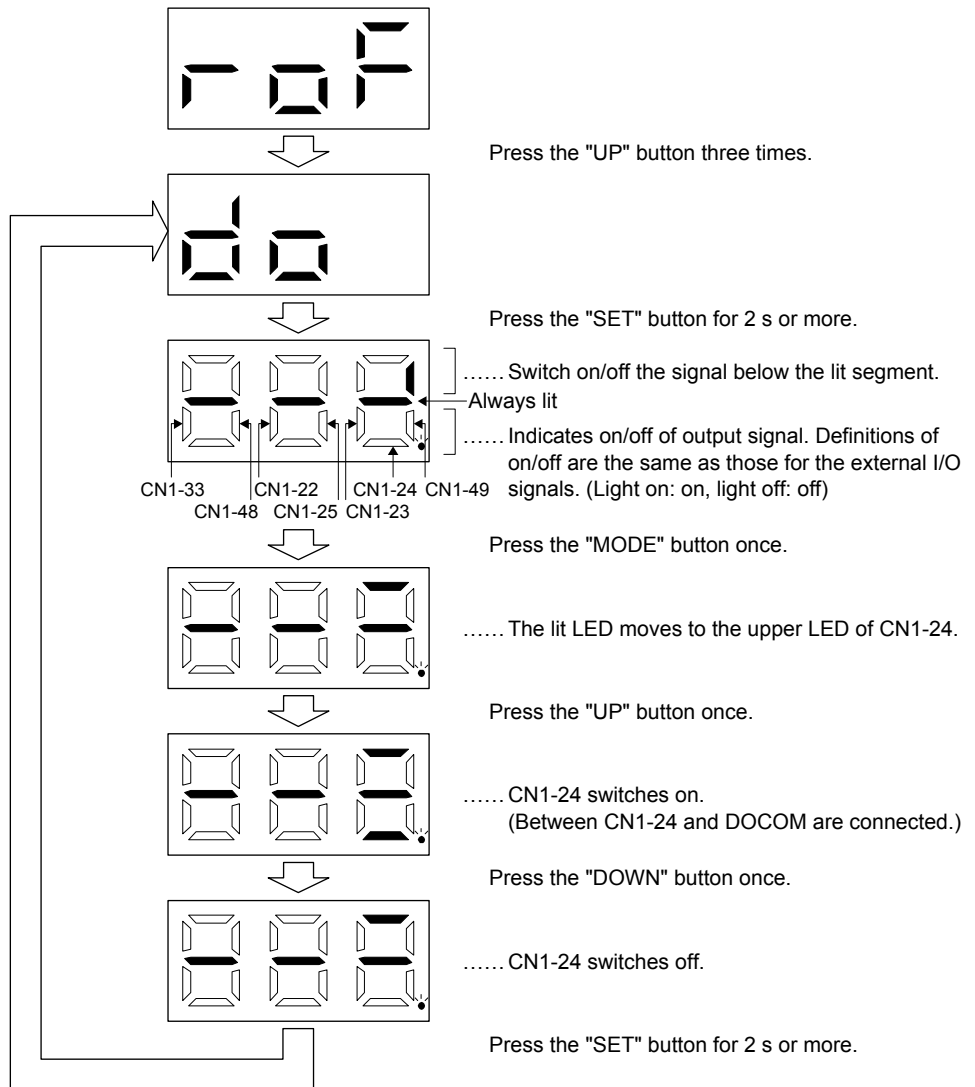 roF
Press the "UP" button three times.
do
Press the "SET" button for 2 s or more.
...... Switch on/off the signal below the lit segment.
Always lit
...... Indicates on/off of output signal. Definitions of
on/off are the same as those for the external I/O
signals. (Light on: on, light off: off)
CN1-33 CN1-22 CN1-24 CN1-49
CN1-48 CN1-25 CN1-23
Press the "MODE" button once.
...... The lit LED moves to the upper LED of CN1-24.
Press the "UP" button once.
...... CN1-24 switches on.
(Between CN1-24 and DOCOM are connected.)
Press the "DOWN" button once.
...... CN1-24 switches off.
Press the "SET" button for 2 s or more.